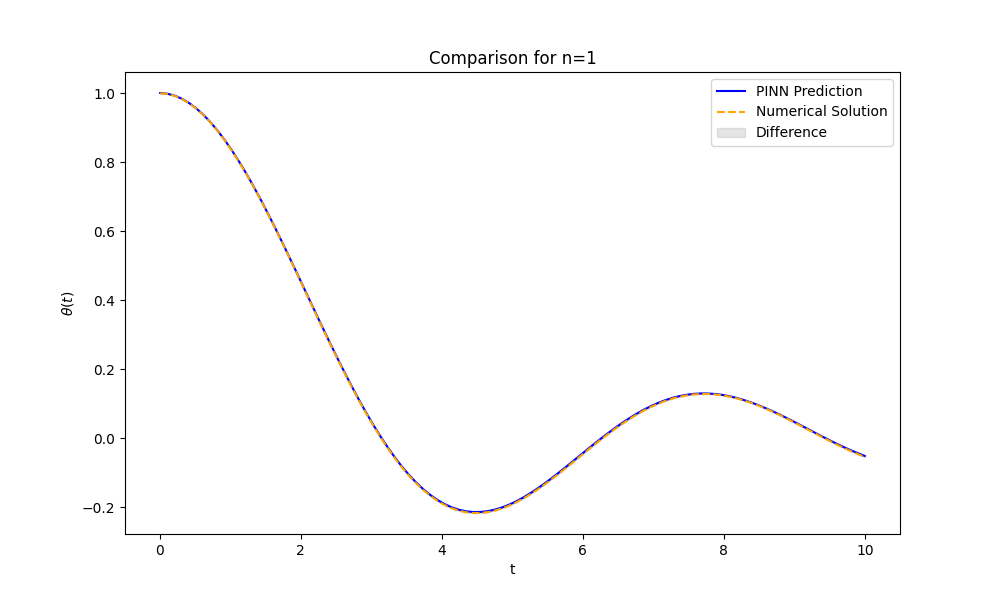 Comparison for n=1
PINN Prediction
Numerical Solution
Difference
1.0
0.8
0.6
0.4
0.2
0.0
−0.2
θ(t)
0 2 4 6 8 10
t